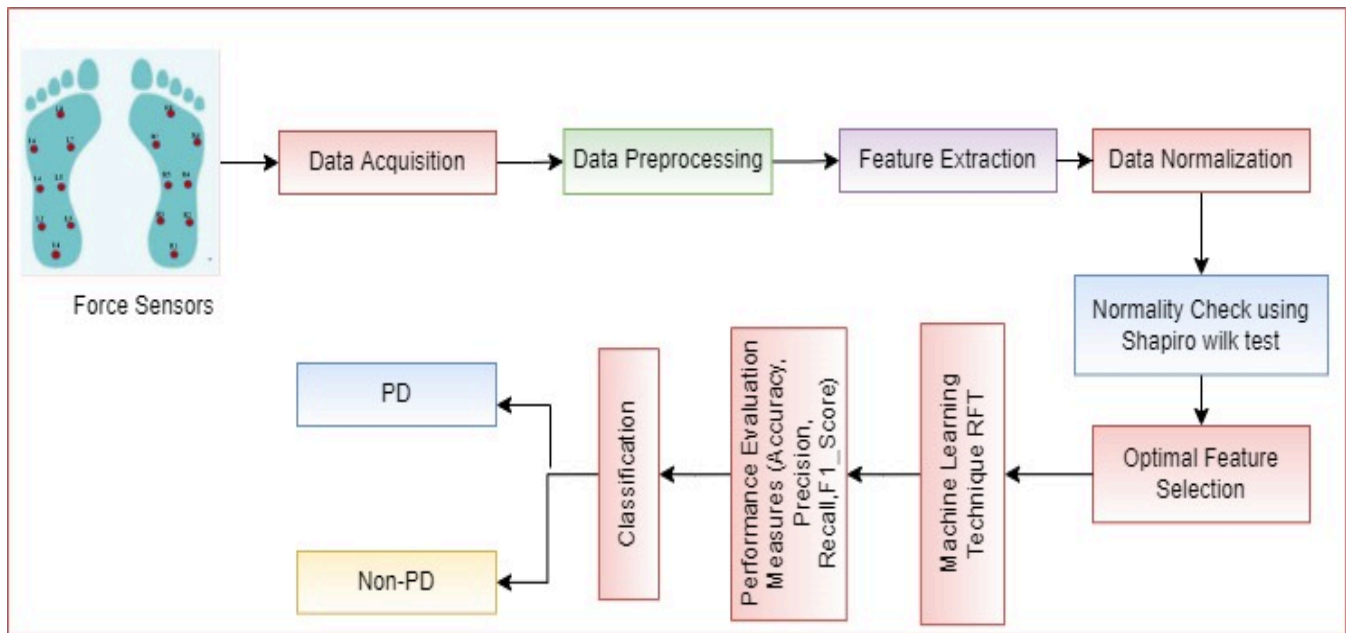 Force Sensors
Data Acquisition
Data Preprocessing
Feature Extraction
Data Normalization
Normality Check using
Shapiro wilk test
Optimal Feature
Selection
Machine Learning
Technique RFT
Performance Evaluation
Measures (Accuracy,
Precision,
Recall,F1_Score)
Classification
PD
Non-PD